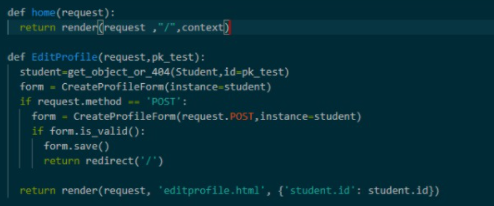 def home(request):
return render(request ,"/",context)
def EditProfile(request,pk_test):
student=get_object_or_404(Student,id=pk_test)
form = CreateProfileForm(instance=student)
if request.method == 'POST':
form = CreateProfileForm(request.POST,instance=student)
if form.is_valid():
form.save()
return redirect('/')
return render(request, 'editprofile.html', {'student.id': student.id})